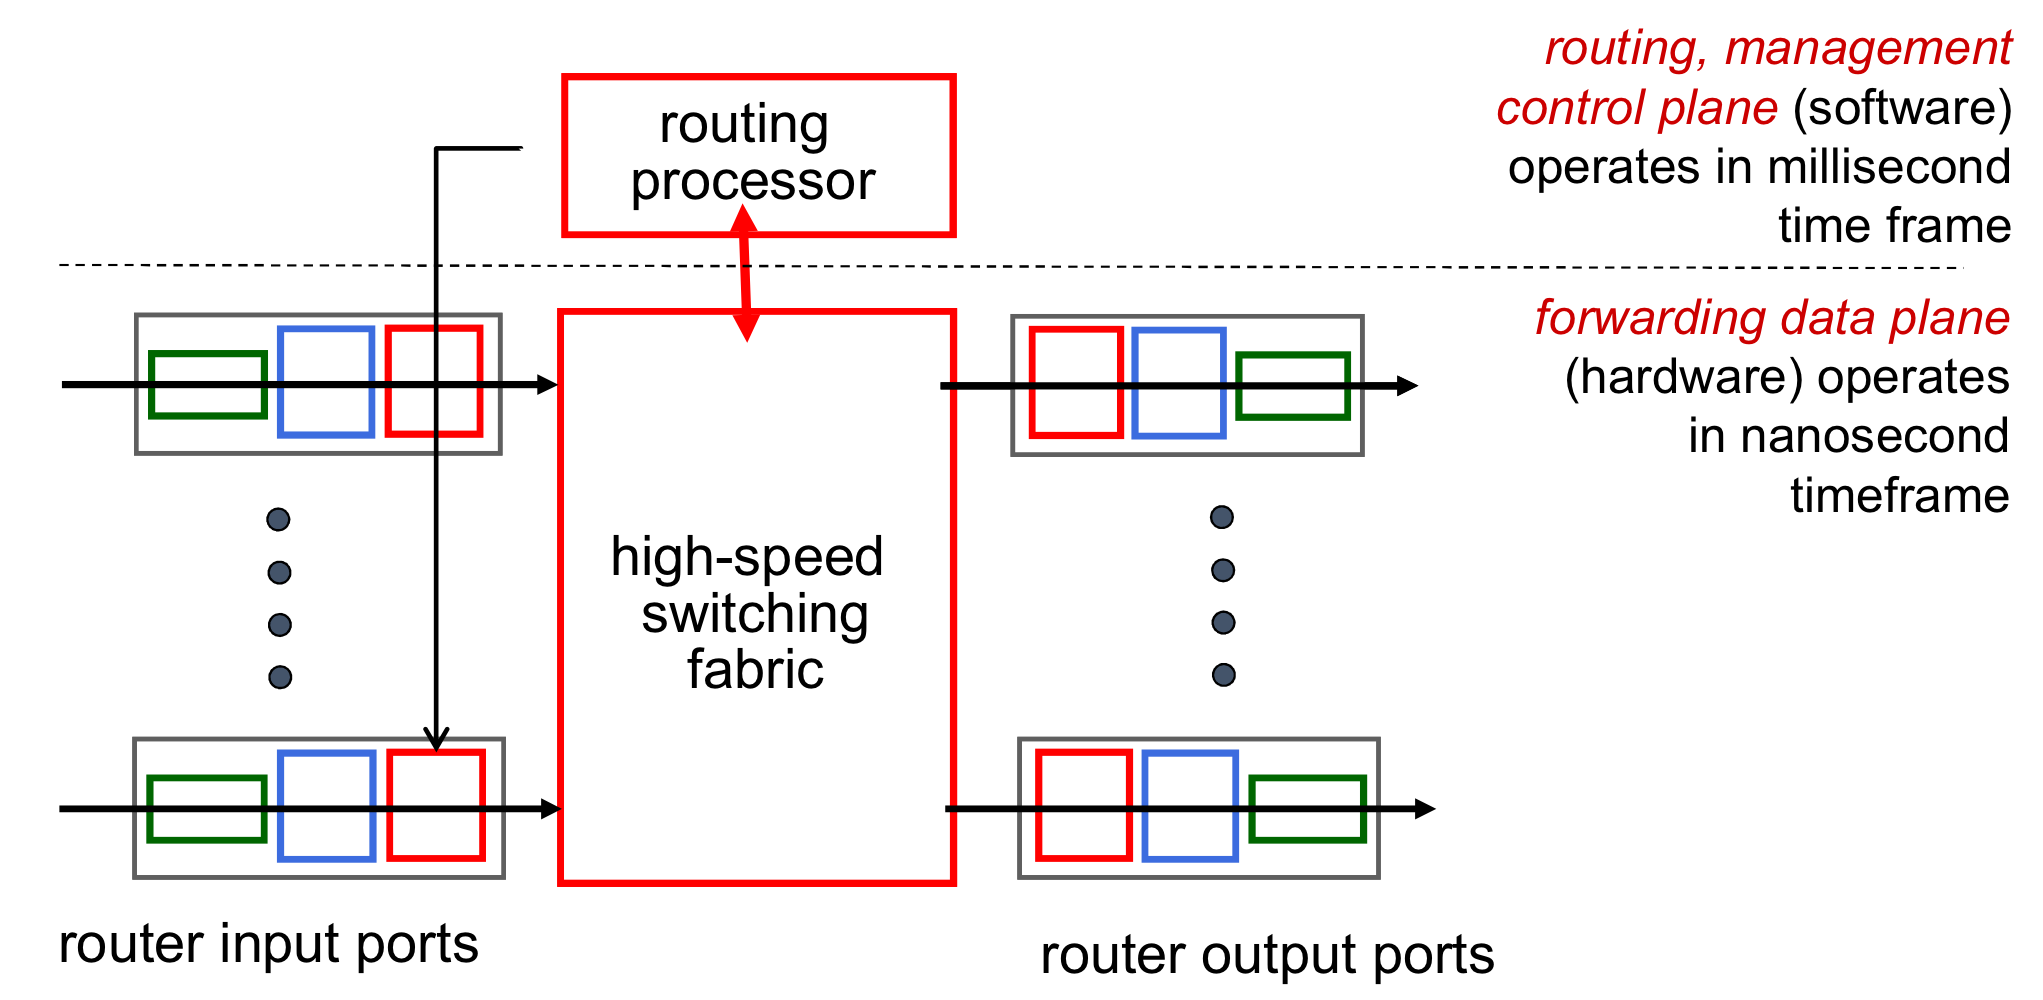 routing, management
control plane (software)
operates in millisecond
time frame
routing
processor
forwarding data plane
(hardware) operates
in nanosecond
timeframe
high-speed
switching
fabric
router input ports
router output ports